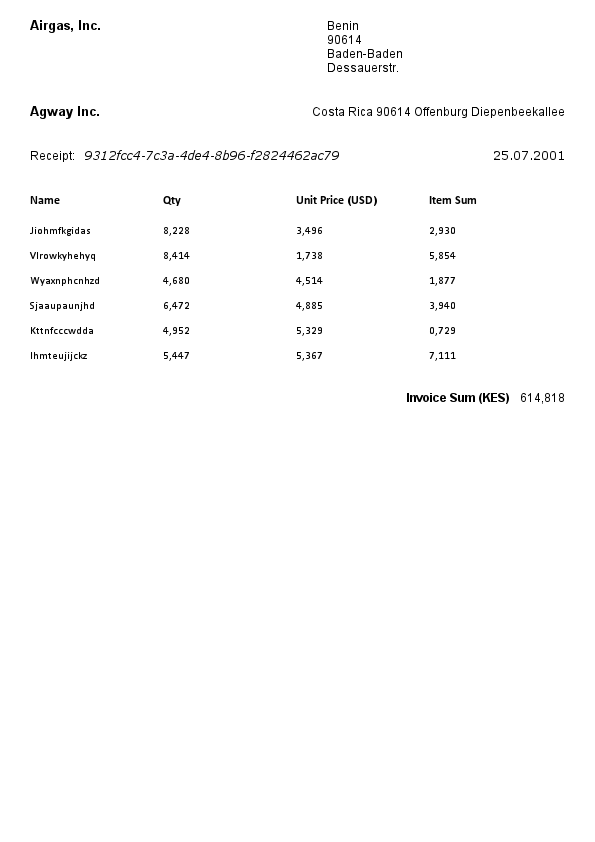 Airgas, Inc.
Benin
90614
Baden-Baden
Dessauerstr.
Agway Inc. Costa Rica 90614 Offenburg Diepenbeekallee
Receipt: 9312fcc4-7c3a-4de4-8b96-f2824462ac79 25.07.2001
Name Qty Unit Price (USD) Item Sum
Jiohmfkgidas 8,228 3,496 2,930
Vlrowkyhehyq 8,414 1,738 5,854
Wyaxnphcnhzd 4,680 4,514 1,877
Sjaaupaunjhd 6,472 4,885 3,940
Kttnfcccwdda 4,952 5,329 0,729
Ihmteujijckz 5,447 5,367 7,111
Invoice Sum (KES) 614,818